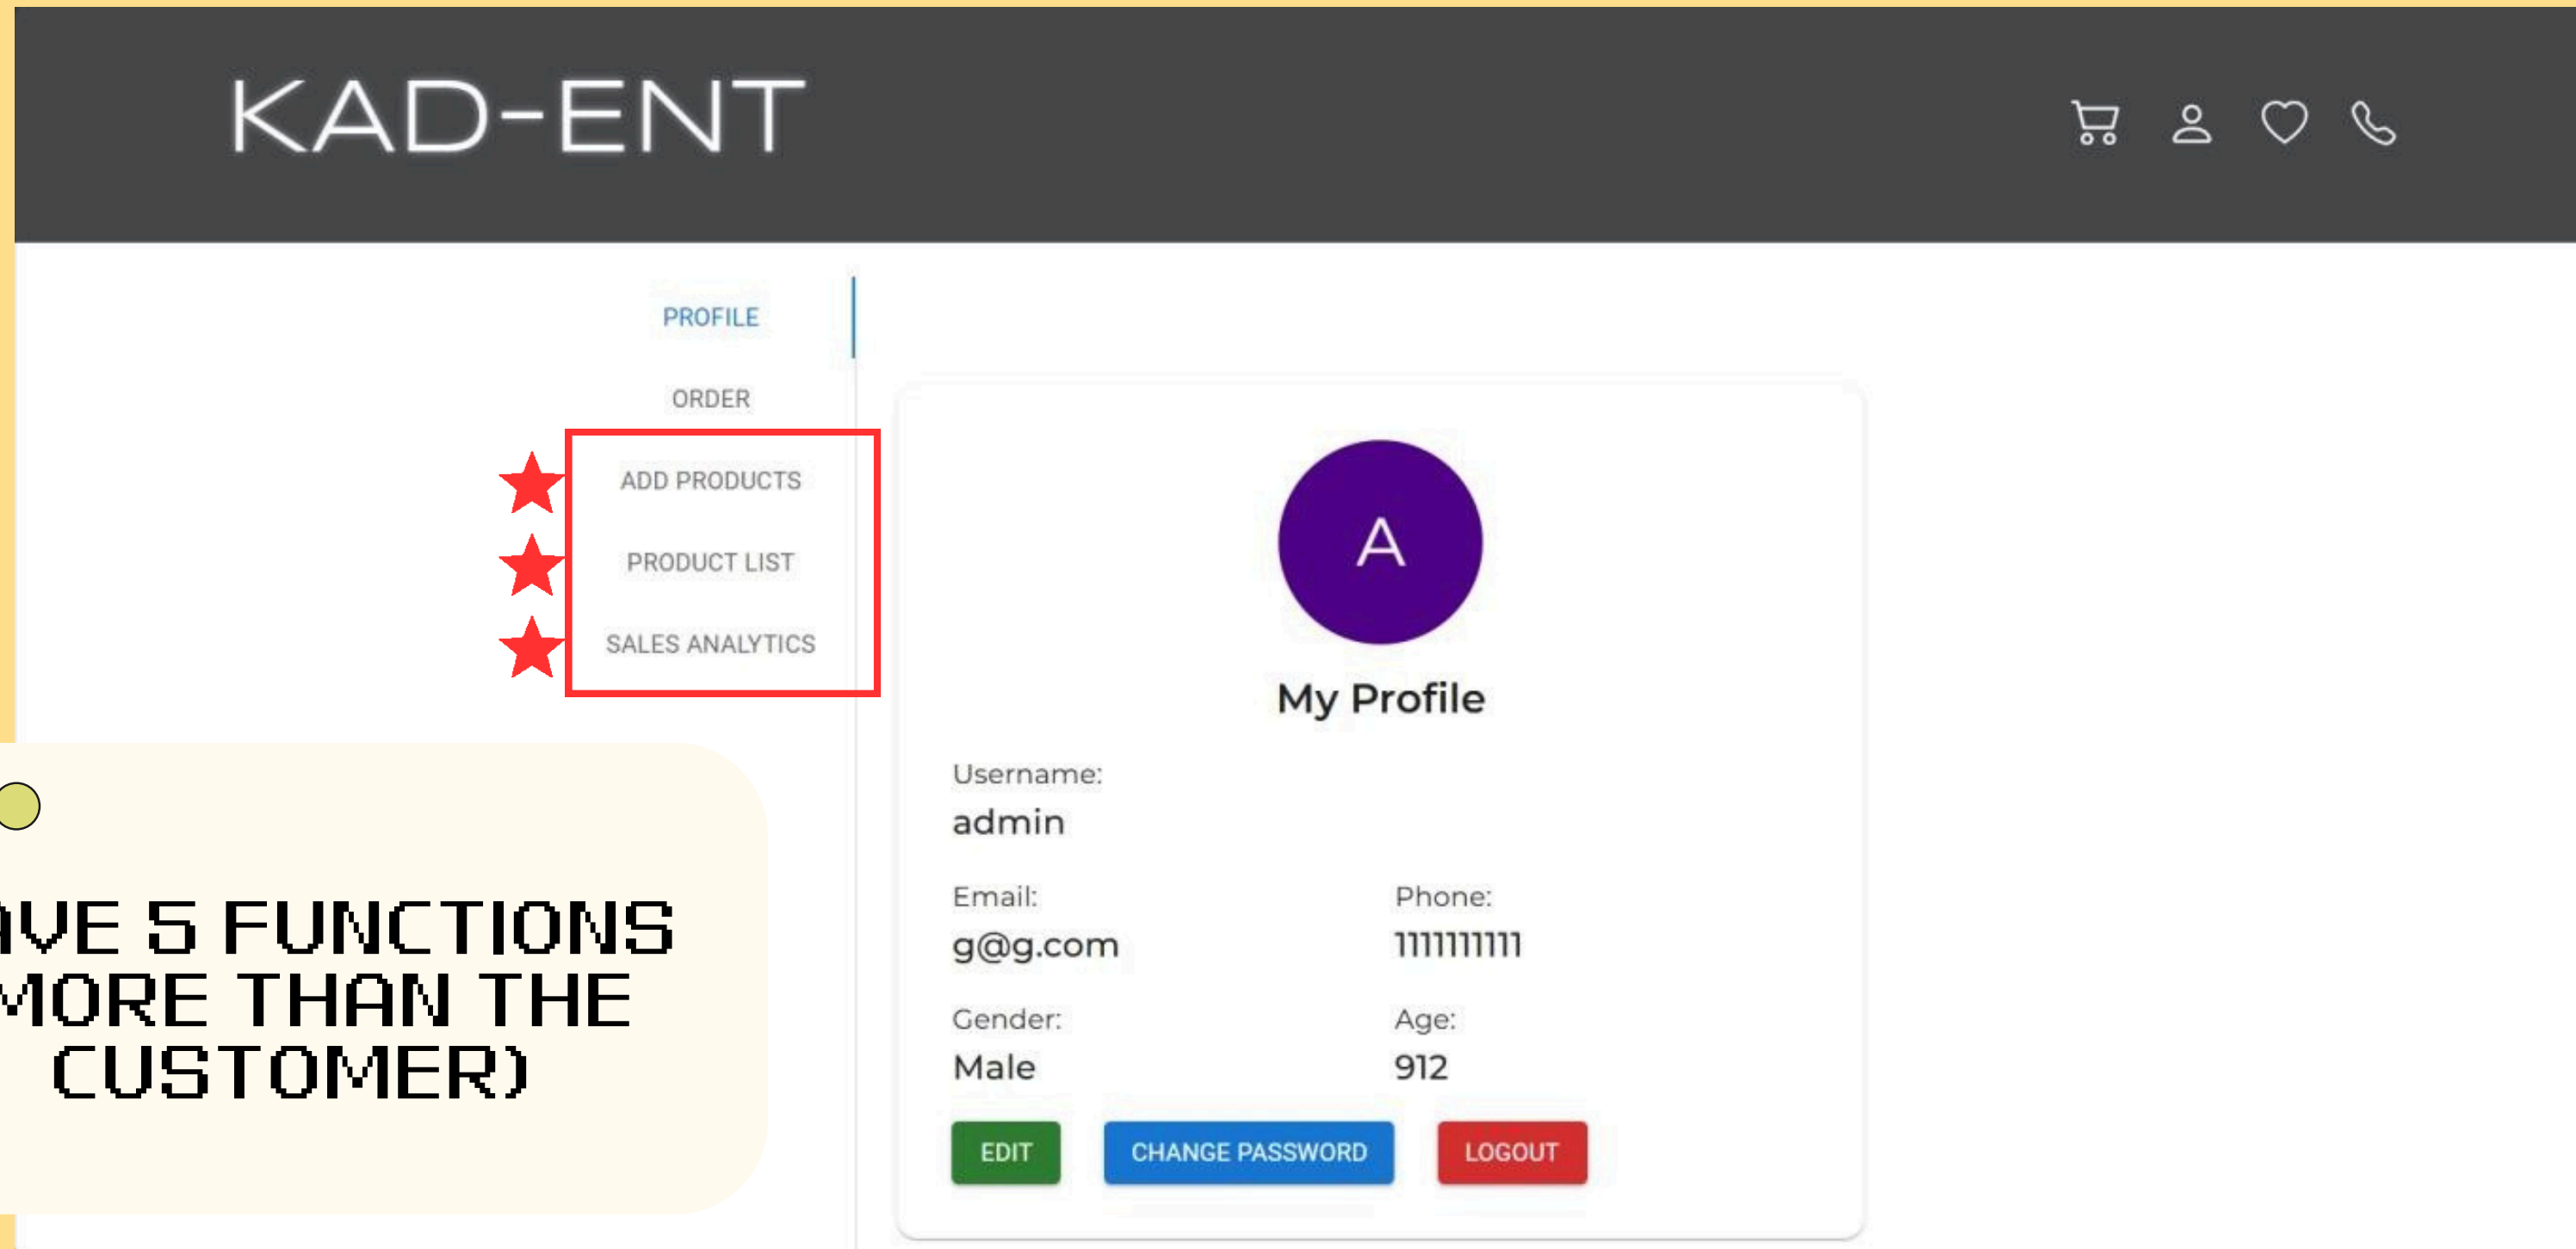 KAD-ENT
PROFILE
ORDER
ADD PRODUCTS
PRODUCT LIST
SALES ANALYTICS
A
My Profile
Username:
admin
Email: Phone:
g@g.com 1111111111
Gender: Age:
Male 912
EDIT CHANGE PASSWORD LOGOUT
5 FUNCTIONS
MORE THAN THE
CUSTOMER)